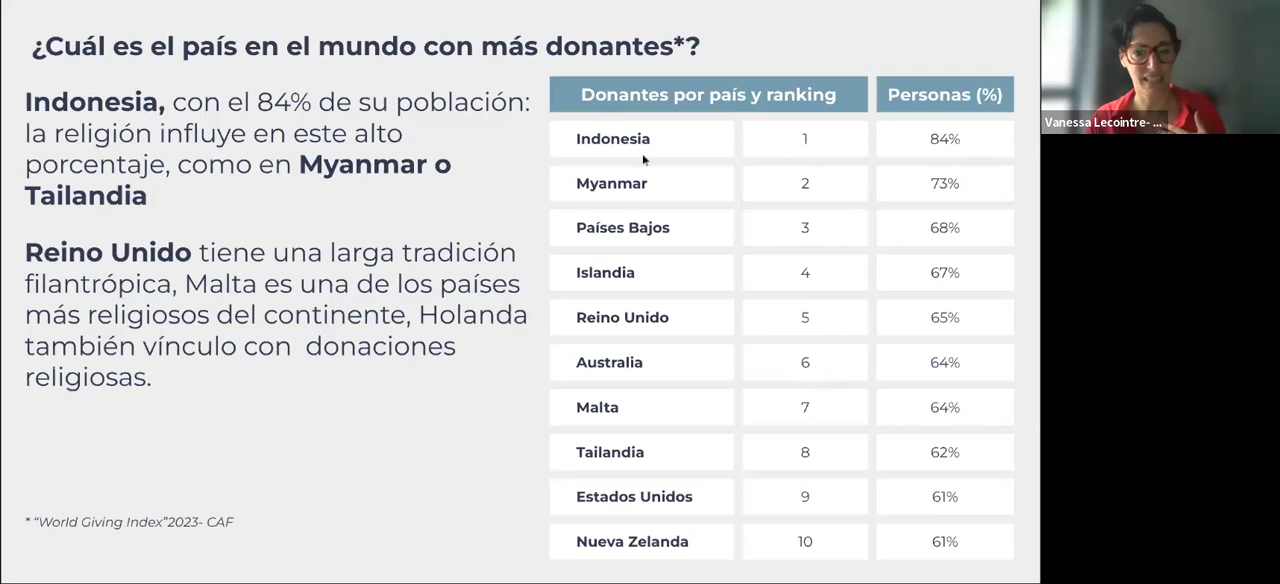 ¿Cuál es el país en el mundo con más donantes*?
Indonesia, con el 84% de su población:
la religión influye en este alto
porcentaje, como en Myanmar o
Tailandia
Reino Unido tiene una larga tradición
filantrópica, Malta es una de los países
más religiosos del continente, Holanda
también vínculo con donaciones
religiosas.
* “World Giving Index”2023- CAF
Donantes por país y ranking Personas (%)
Indonesia 1 84%
Myanmar 2 73%
Países Bajos 3 68%
Islandia 4 67%
Reino Unido 5 65%
Australia 6 64%
Malta 7 64%
Tailandia 8 62%
Estados Unidos 9 61%
Nueva Zelanda 10 61%
Vanessa Lecointre- ...